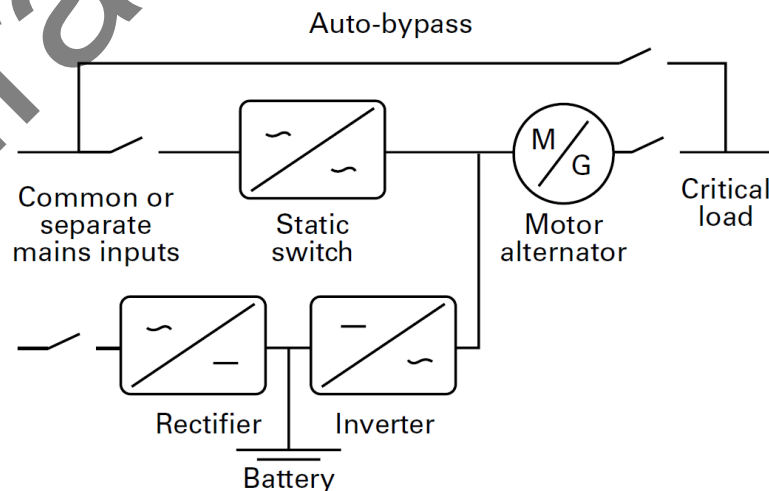 Auto-bypass
M
G
Common or
separate
mains inputs
Static
switch
Motor
alternator
Critical
load
Rectifier
Inverter
Battery